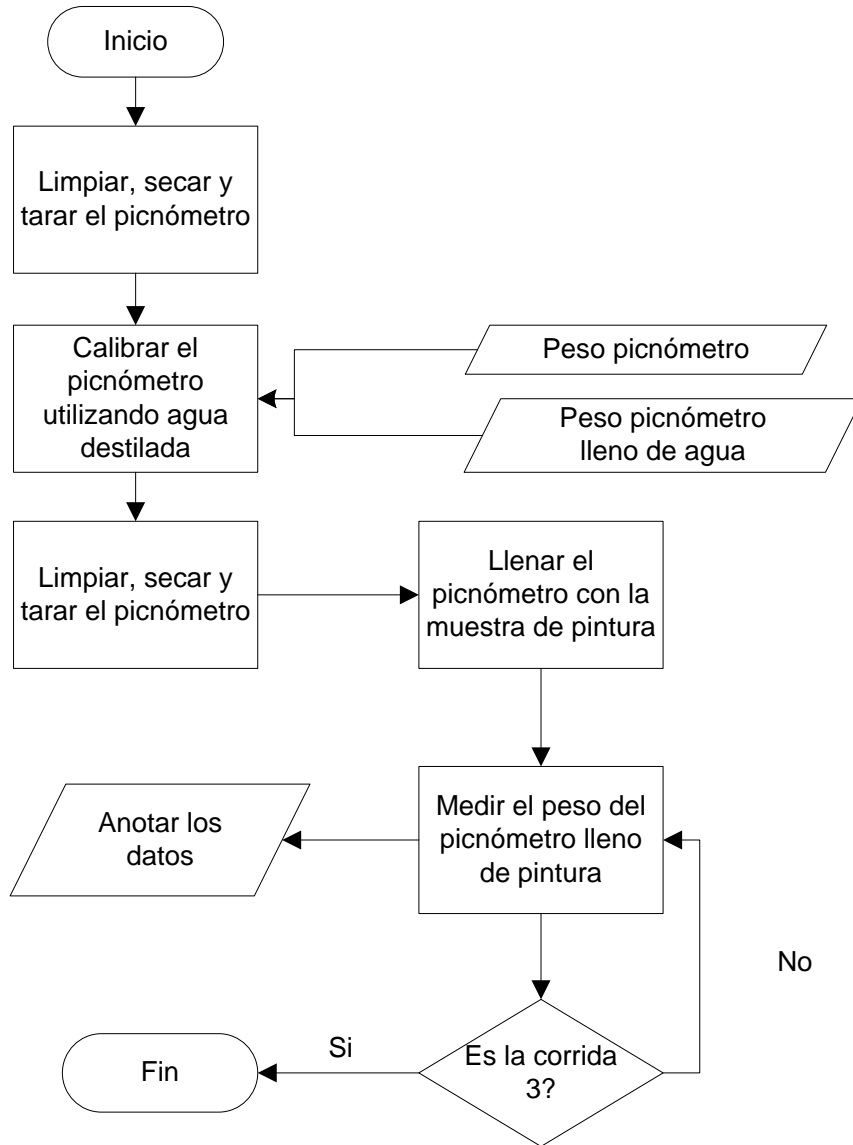 Inicio
Limpiar, secar y
tarar el picnómetro
Calibrar el
picnómetro
utilizando agua
destilada
Peso picnómetro
Peso picnómetro
lleno de agua
Limpiar, secar y
tarar el picnómetro
Llenar el
picnómetro con la
muestra de pintura
Medir el peso del
picnómetro lleno
de pintura
Anotar los
datos
Es la corrida
3?
No
Si
Fin